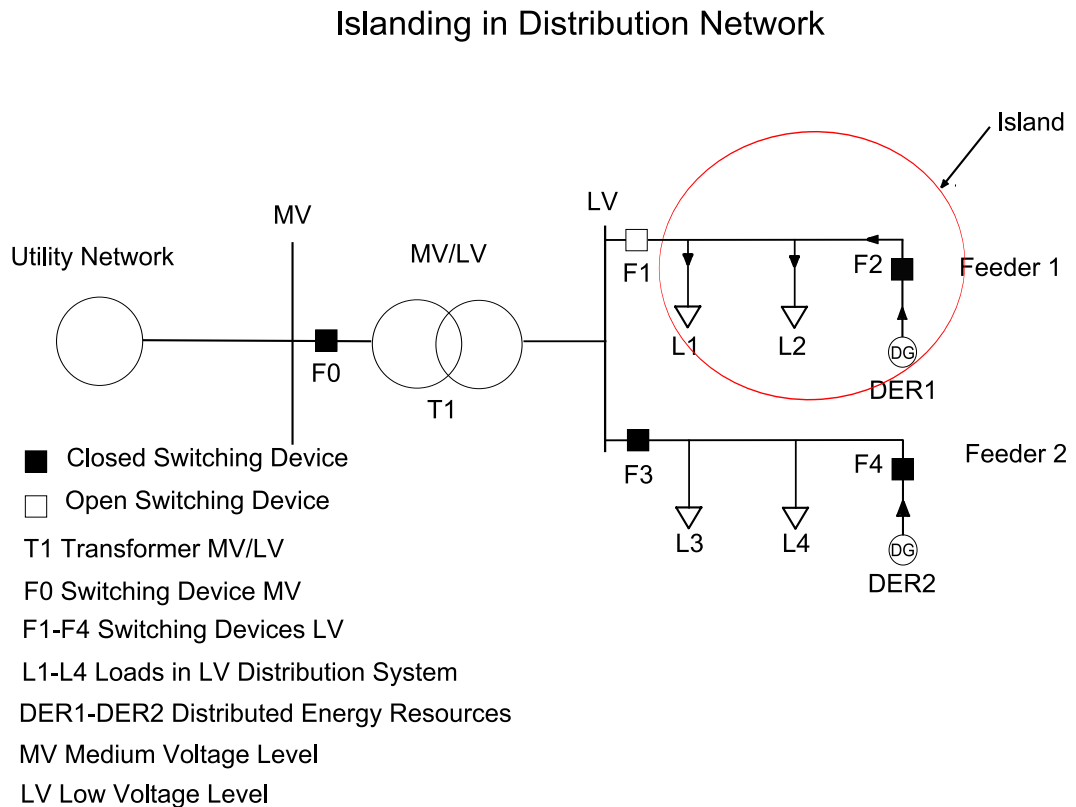 Islanding in Distribution Network
Island
MV
LV
Utility Network
MV/LV
F1
F2
Feeder 1
L1
L2
DG
DER1
F0
T1
F3
F4
Feeder 2
L3
L4
DG
DER2
Closed Switching Device
Open Switching Device
T1 Transformer MV/LV
F0 Switching Device MV
F1-F4 Switching Devices LV
L1-L4 Loads in LV Distribution System
DER1-DER2 Distributed Energy Resources
MV Medium Voltage Level
LV Low Voltage Level